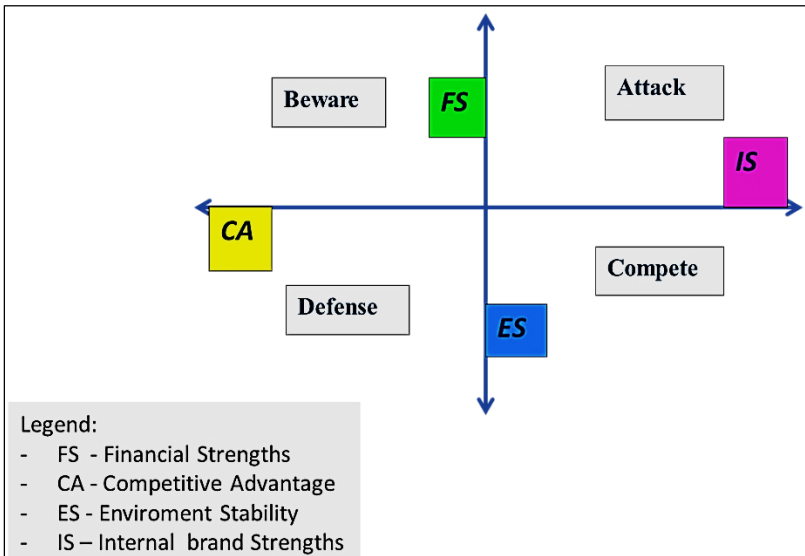 Beware
FS
Attack
IS
CA
Compete
Defense
ES
Legend:
- FS - Financial Strengths
- CA - Competitive Advantage
- ES - Enviroment Stability
- IS – Internal brand Strengths